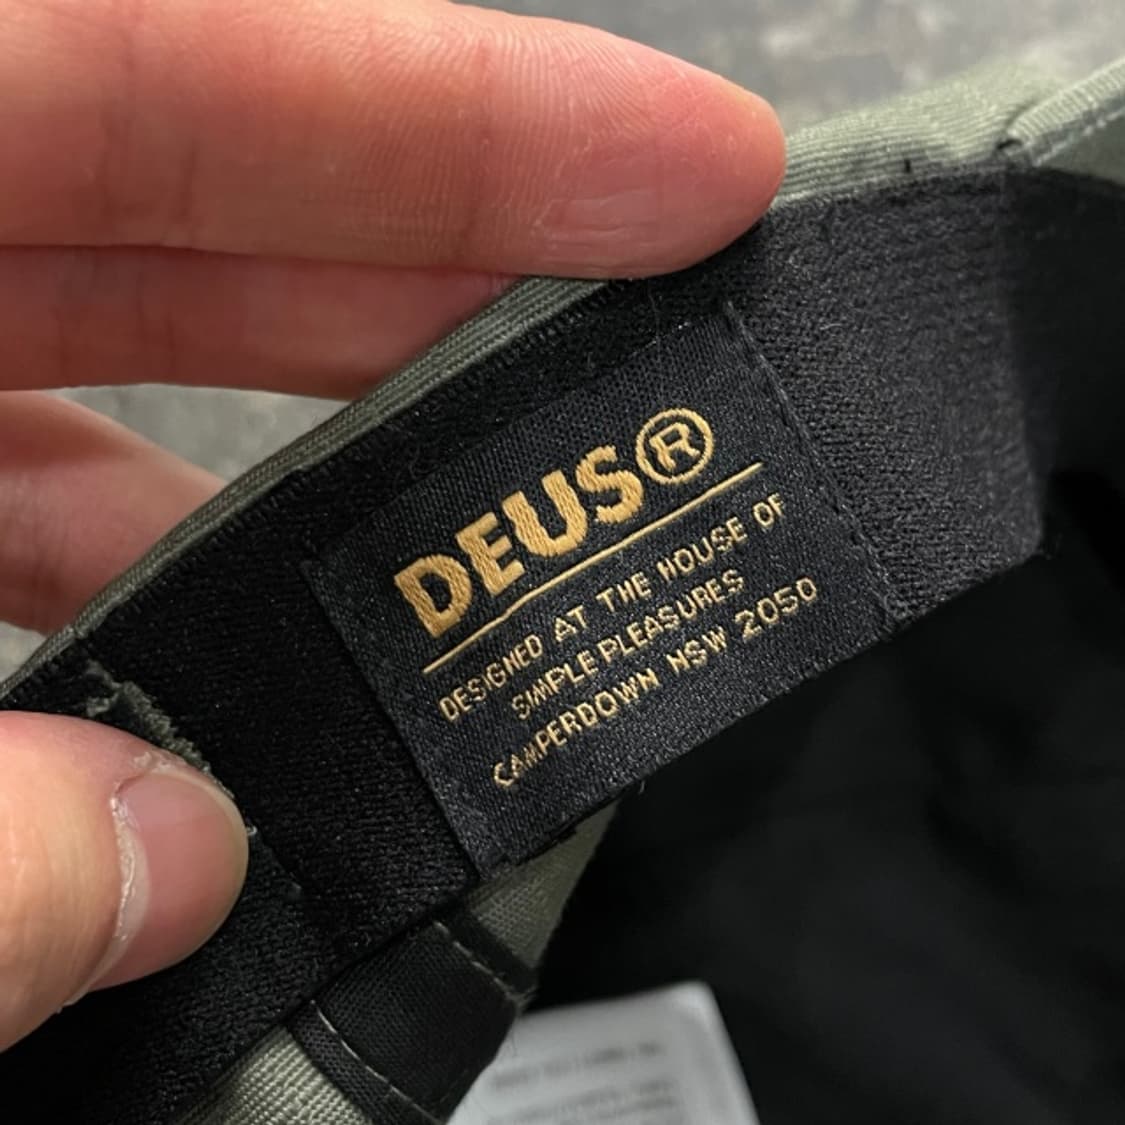 DEUS®
DESIGNED AT THE HOUSE OF
SIMPLE PLEASURES
CAMPERDOWN NSW 2050